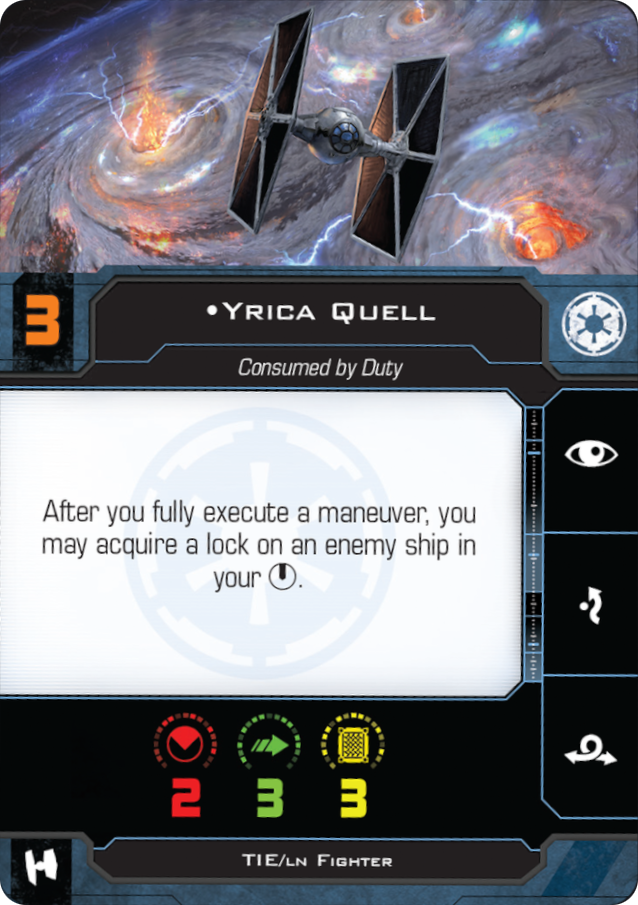 3
•Yrica Quell
Consumed by Duty
After you fully execute a maneuver, you
may acquire a lock on an enemy ship in
your .
2 3 3
TIE/ln Fighter